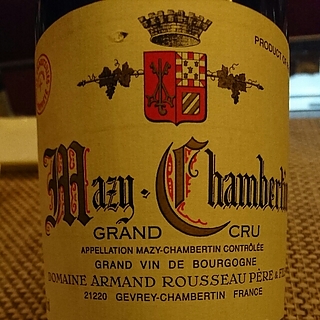 PRODUCT OF
Mazy-Chambertin
GRAND CRU
APPELLATION MAZY-CHAMBERTIN CONTRÔLÉE
GRAND VIN DE BOURGOGNE
DOMAINE ARMAND ROUSSEAU PÈRE &
21220 GEVREY-CHAMBERTIN FRANCE